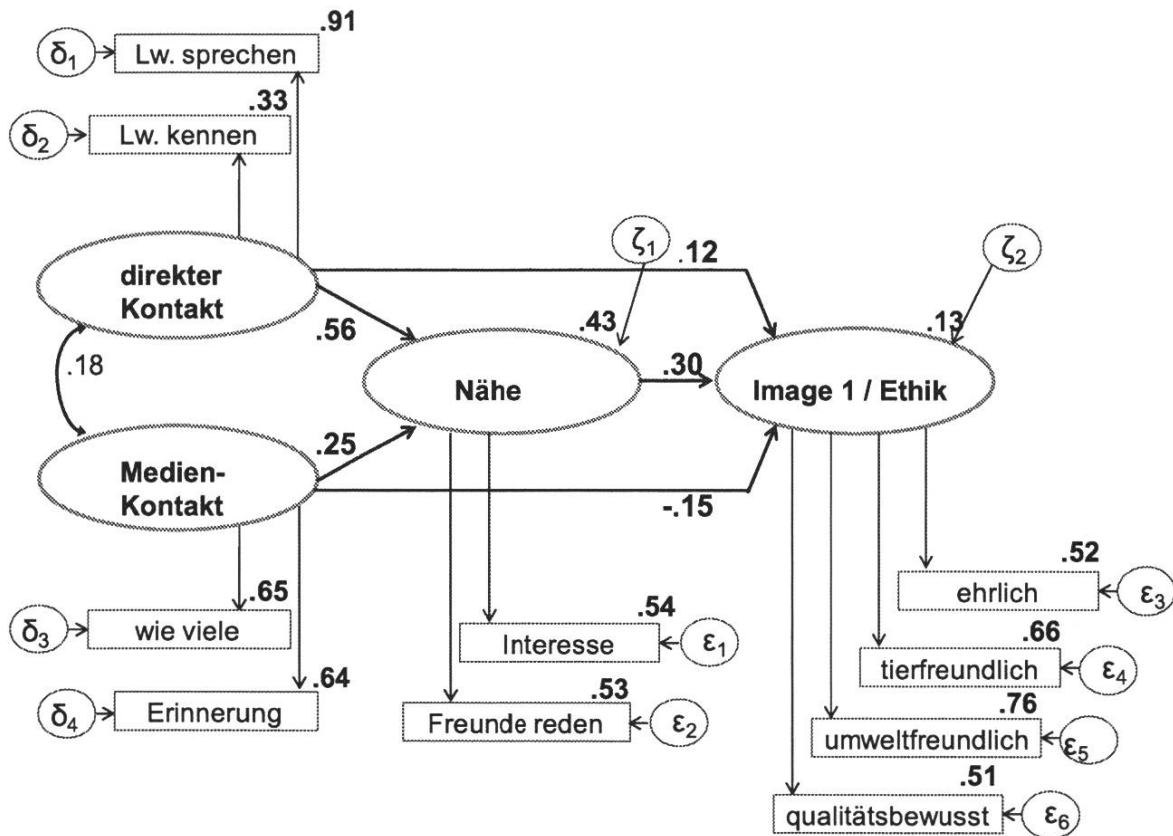 .91
δ1 Lw. sprechen
.33
δ2 Lw. kennen
ζ1 ζ2
direkter
Kontakt
.12
.56
.43
.13
.18
Nähe
.30
Image 1 / Ethik
.25
Medien-
Kontakt
-.15
.65
δ3 wie viele
.64
δ4 Erinnerung
.54
Interesse ε1
.53
Freunde reden ε2
.52
ehrlich ε3
.66
tierfreundlich ε4
.76
umweltfreundlich ε5
.51
qualitätsbewusst ε6